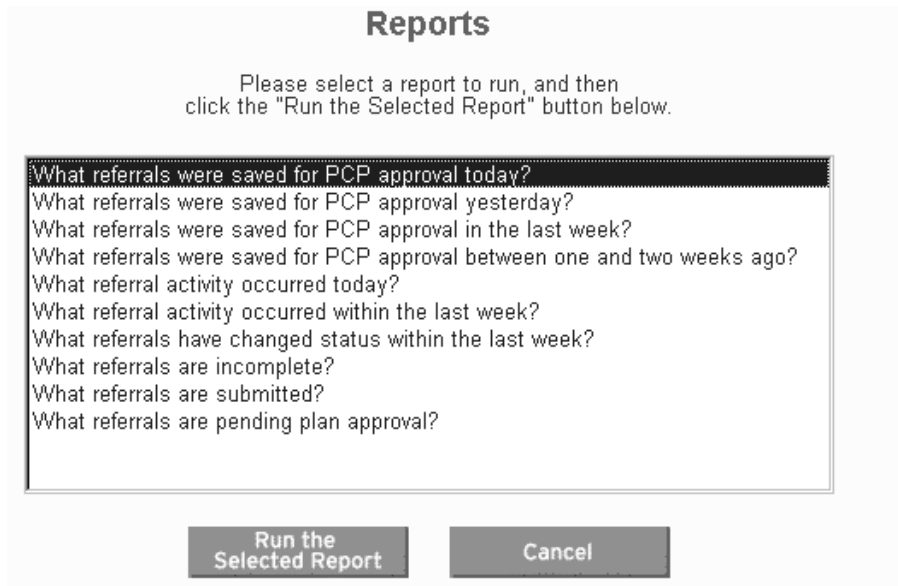 Reports
Please select a report to run, and then
click the "Run the Selected Report" button below.
What referrals were saved for PCP approval today?
What referrals were saved for PCP approval yesterday?
What referrals were saved for PCP approval in the last week?
What referrals were saved for PCP approval between one and two weeks ago?
What referral activity occurred today?
What referral activity occurred within the last week?
What referrals have changed status within the last week?
What referrals are incomplete?
What referrals are submitted?
What referrals are pending plan approval?
Run the
Selected Report
Cancel